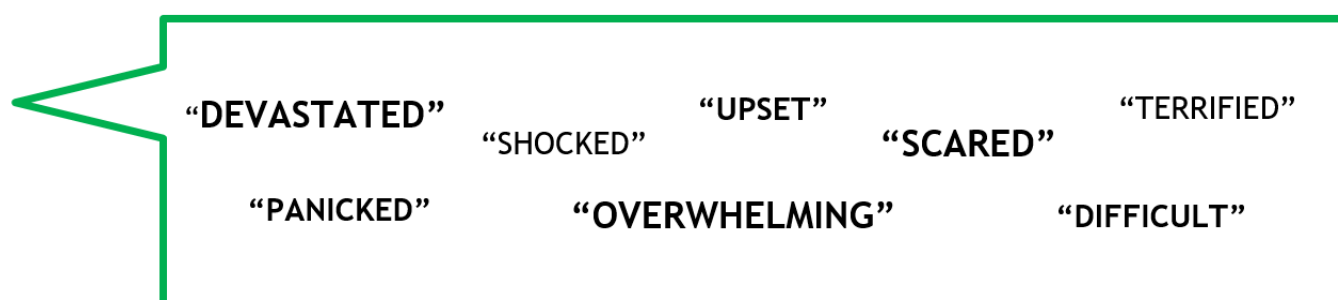 “DEVASTATED”
“SHOCKED”
“UPSET”
“SCARED”
“TERRIFIED”
“PANICKED”
“OVERWHELMING”
“DIFFICULT”